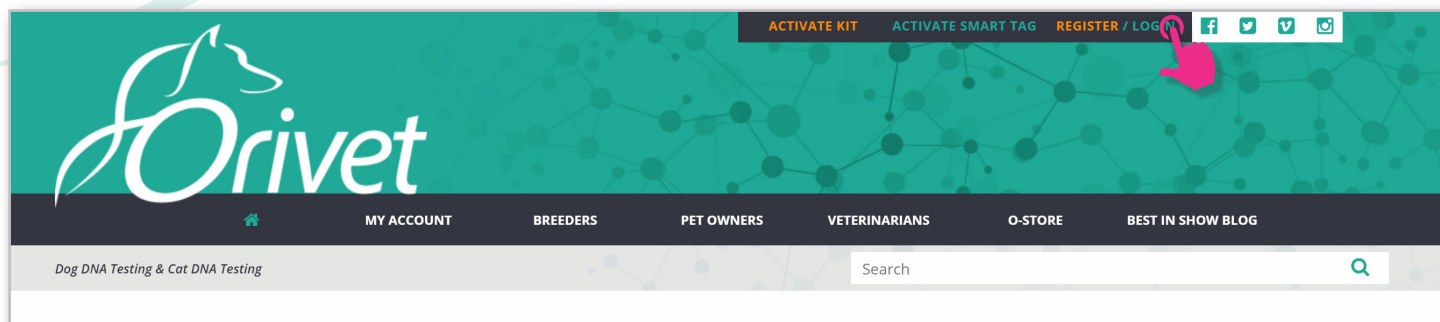 ACTIVATE KIT ACTIVATE SMART TAG REGISTER / LOGIN
Orivet
MY ACCOUNT BREEDERS PET OWNERS VETERINARIANS O-STORE BEST IN SHOW BLOG
Dog DNA Testing & Cat DNA Testing Search